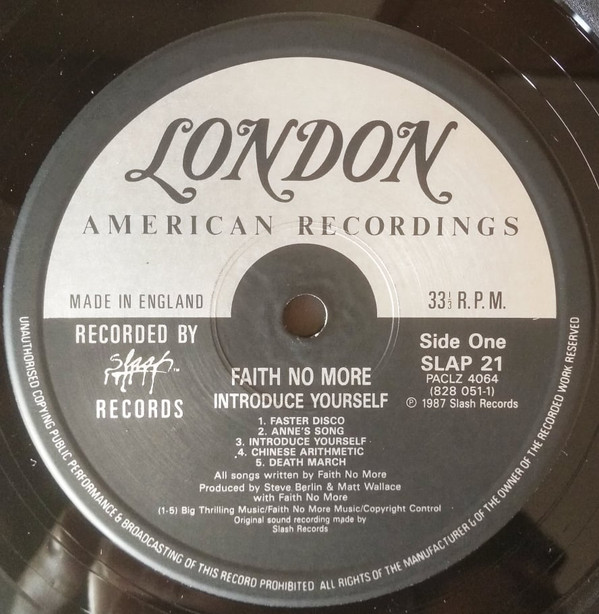 LONDON
AMERICAN RECORDINGS
MADE IN ENGLAND
33⅓ R.P.M.
RECORDED BY
Slash
RECORDS
™
Side One
SLAP 21
PACLZ 4064
(828 051-1)
℗ 1987 Slash Records
FAITH NO MORE
INTRODUCE YOURSELF
1. FASTER DISCO
2. ANNE'S SONG
3. INTRODUCE YOURSELF
4. CHINESE ARITHMETIC
5. DEATH MARCH
All songs written by Faith No More
Produced by Steve Berlin & Matt Wallace
with Faith No More
(1-5) Big Thrilling Music/Faith No More Music/Copyright Control
Original sound recording made by
Slash Records
UNAUTHORISED COPYING PUBLIC PERFORMANCE & BROADCASTING OF THIS RECORD PROHIBITED ALL RIGHTS OF THE MANUFACTURER & OF THE OWNER OF THE RECORDED WORK RESERVED